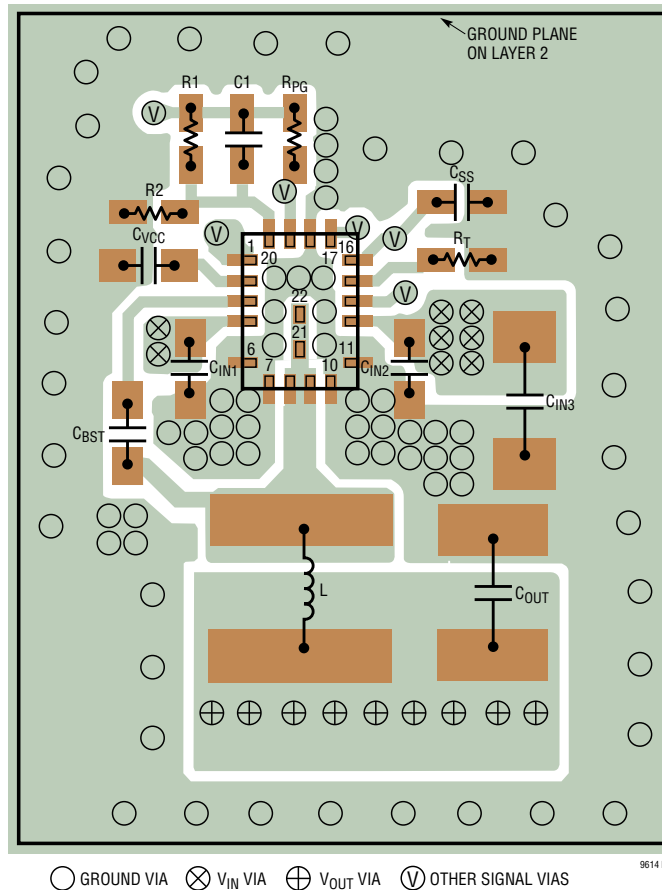 GROUND PLANE
ON LAYER 2
R1
C1
RPG
V
V
R2
CSS
V
V
V
CVCC
RT
1
20
17
16
V
22
21
6
7
10
11
CIN1
CIN2
CIN3
CBST
L
COUT
9614
GROUND VIA
VIN VIA
VOUT VIA
V OTHER SIGNAL VIAS